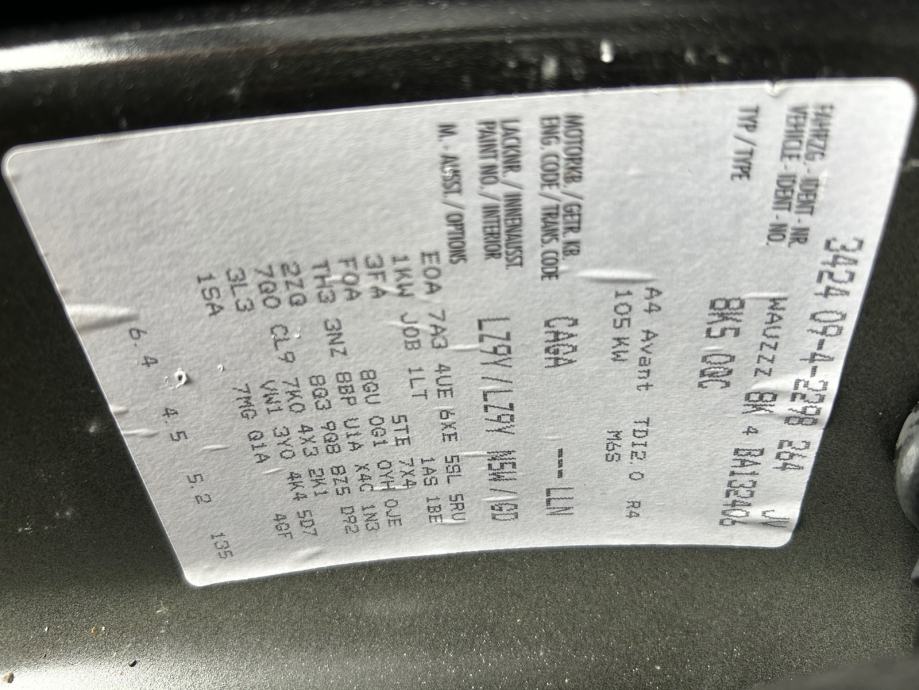 3424 09-4-2298 264 JV
FAHRZG.-IDENT-NR.
VEHICLE-IDENT-NO.
WAUZZZ 8K 4 BA132406
TYP/TYPE
8K5 0QC
A4 Avant TDI2.0 R4
105 KW M6S
MOTORKB./GETR.KB.
ENG. CODE/TRANS. CODE
CAGA --- LLN
LACKNR./INNENAUSST.
PAINT NO./INTERIOR
LZ9Y/LZ9Y N5W/GD
M.-AUSST./OPTIONS
E0A 7A3 4UE 6XE 5SL 5RU
1KW J0B 1LT 1AS 1BE
3FA 5TE 7X4
F0A 8GU 0G1 0YH 0JE
TH3 3NZ 8BP U1A X4C 1N3
2ZQ 8Q3 9Q8 8Z5 D92
7Q0 CL9 7K0 4X3 2K1
3L3 VW1 3Y0 4K4 5D7
1SA 7MG Q1A 4GF
6.4 4.5 5.2 135